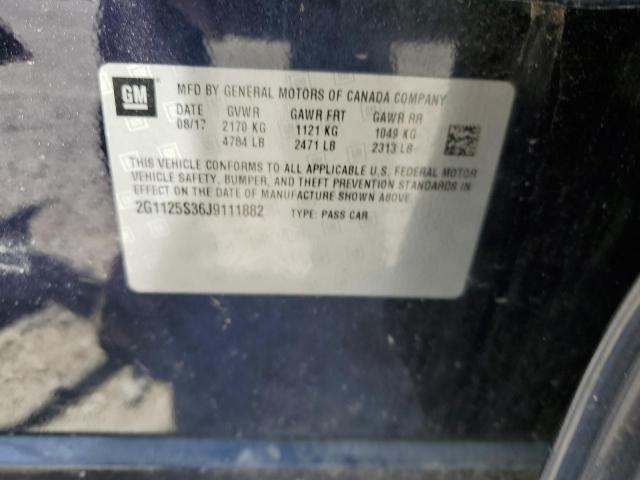 GM
MFD BY GENERAL MOTORS OF CANADA COMPANY
DATE GVWR GAWR FRT GAWR RR
08/17 2170 KG 1121 KG 1049 KG
4784 LB 2471 LB 2313 LB
THIS VEHICLE CONFORMS TO ALL APPLICABLE U.S. FEDERAL MOTOR
VEHICLE SAFETY, BUMPER, AND THEFT PREVENTION STANDARDS IN
EFFECT ON THE DATE OF MANUFACTURE SHOWN ABOVE.
2G1125S36J9111882 TYPE: PASS CAR